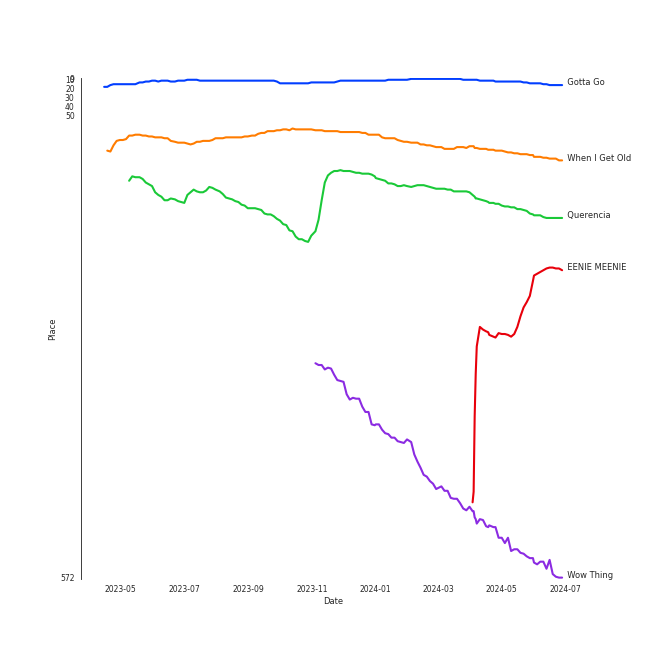 0
10
20
30
40
50
572
Place
Gotta Go
When I Get Old
Querencia
EENIE MEENIE
Wow Thing
2023-05 2023-07 2023-09 2023-11 2024-01 2024-03 2024-05 2024-07
Date